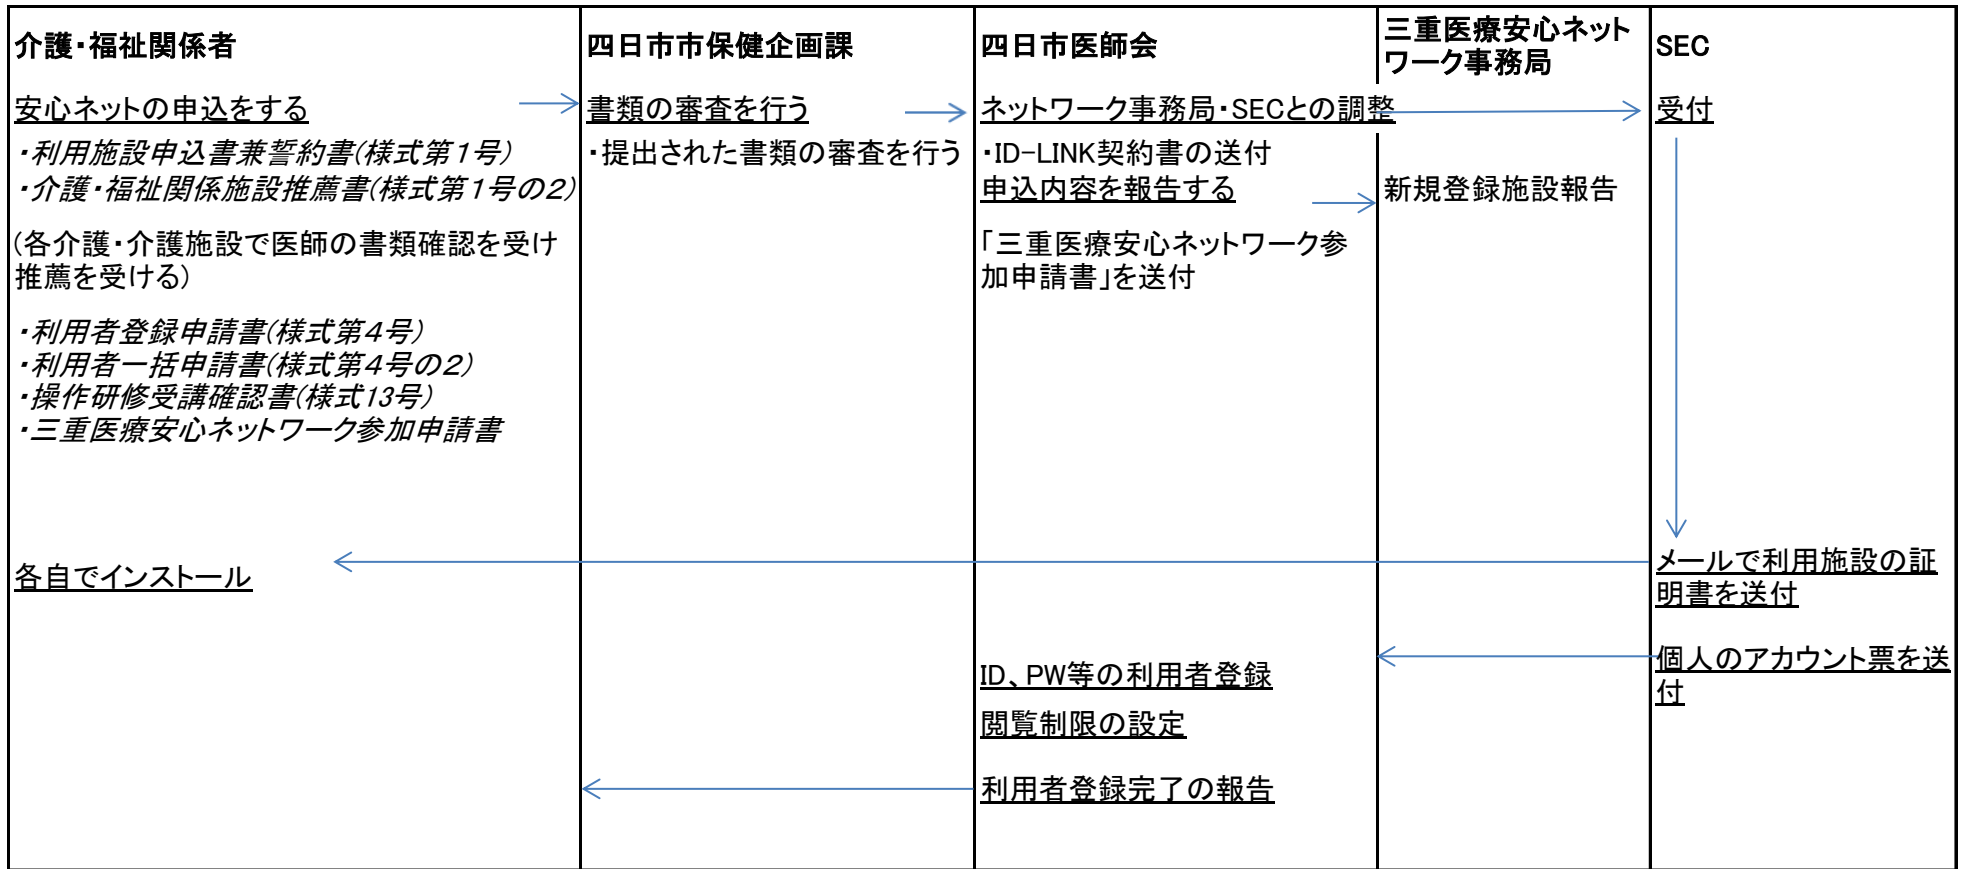 介護・福祉関係者
安心ネットの申込をする
・利用施設申込書兼誓約書(様式第１号)
・介護・福祉関係施設推薦書(様式第１号の２)
(各介護・介護施設で医師の書類確認を受け
推薦を受ける)
・利用者登録申請書(様式第４号)
・利用者一括申請書(様式第４号の２)
・操作研修受講確認書(様式13号)
・三重医療安心ネットワーク参加申請書
各自でインストール
四日市市保健企画課
書類の審査を行う
・提出された書類の審査を行う
四日市医師会
ネットワーク事務局・SECとの調整
・ID-LINK契約書の送付
申込内容を報告する
「三重医療安心ネットワーク参
加申請書」を送付
ID、PW等の利用者登録
閲覧制限の設定
利用者登録完了の報告
三重医療安心ネット
ワーク事務局
新規登録施設報告
SEC
受付
メールで利用施設の証
明書を送付
個人のアカウント票を送
付